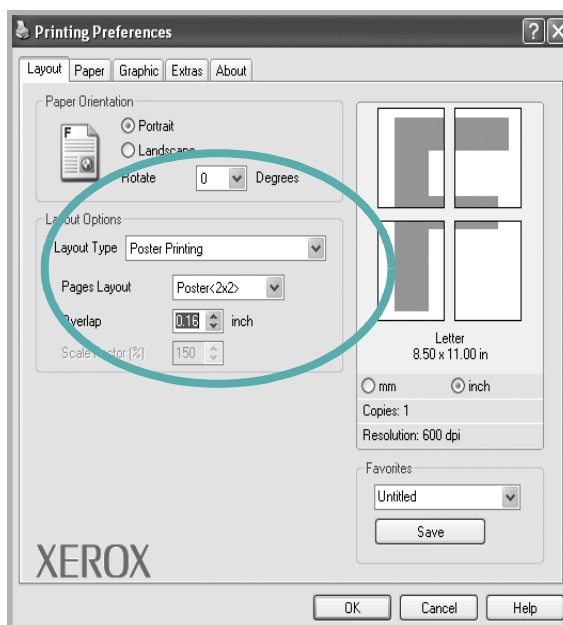 Printing Preferences
Layout Paper Graphic Extras About
Paper Orientation
F
Portrait
Landscape
Rotate 0 Degrees
Layout Options
Layout Type Poster Printing
Pages Layout Poster<2x2>
Overlap 0.16 inch
Scale Factor (%) 150
Letter
8.50 x 11.00 in
mm inch
Copies: 1
Resolution: 600 dpi
Favorites
Untitled
Save
XEROX
OK Cancel Help